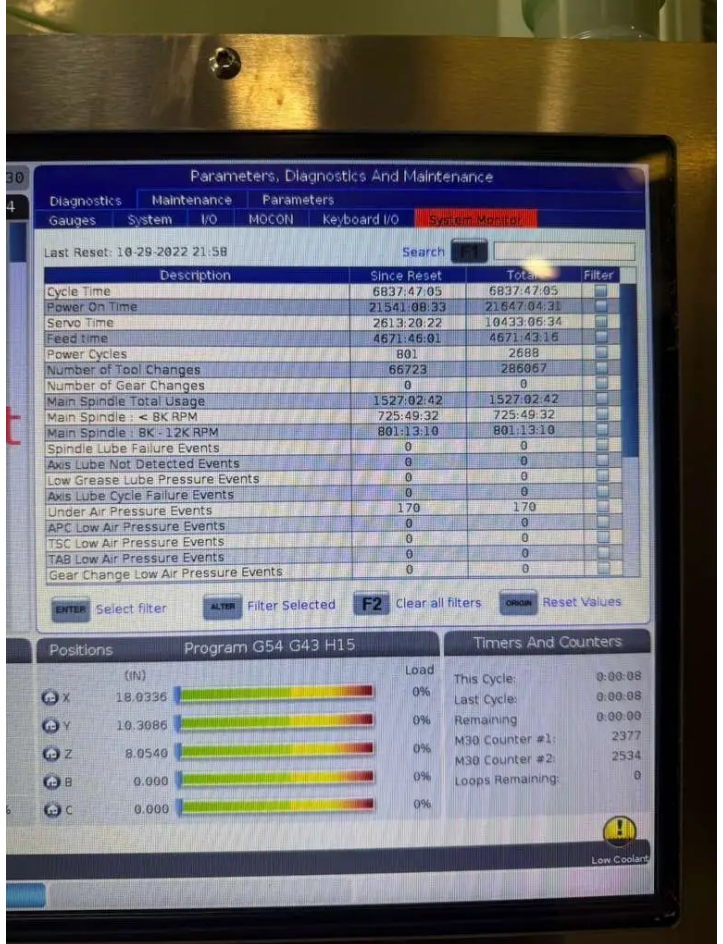 30
Parameters, Diagnostics And Maintenance
4
Diagnostics Maintenance Parameters
Gauges System I/O MOCON Keyboard I/O System Monitor
Last Reset: 10-29-2022 21:58 Search F1
Description Since Reset Total Filter
Cycle Time 6837:47:05 6837:47:05
Power On Time 21541:08:33 21647:04:31
Servo Time 2613:20:22 10433:06:34
Feed time 4671:46:01 4671:43:16
Power Cycles 801 2688
Number of Tool Changes 66723 286067
Number of Gear Changes 0 0
Main Spindle Total Usage 1527:02:42 1527:02:42
Main Spindle : < 8K RPM 725:49:32 725:49:32
Main Spindle : 8K - 12K RPM 801:13:10 801:13:10
Spindle Lube Failure Events 0 0
Axis Lube Not Detected Events 0 0
Low Grease Lube Pressure Events 0 0
Axis Lube Cycle Failure Events 0 0
Under Air Pressure Events 170 170
APC Low Air Pressure Events 0 0
TSC Low Air Pressure Events 0 0
TAB Low Air Pressure Events 0 0
Gear Change Low Air Pressure Events 0 0
ENTER Select filter ALTER Filter Selected F2 Clear all filters ORIGIN Reset Values
Positions Program G54 G43 H15
(IN) Load
X 18.0336 0%
Y 10.3086 0%
Z 8.0540 0%
B 0.000 0%
C 0.000 0%
%
Timers And Counters
This Cycle: 0:00:08
Last Cycle: 0:00:08
Remaining 0:00:00
M30 Counter #1: 2377
M30 Counter #2: 2534
Loops Remaining: 0
Low Coolant